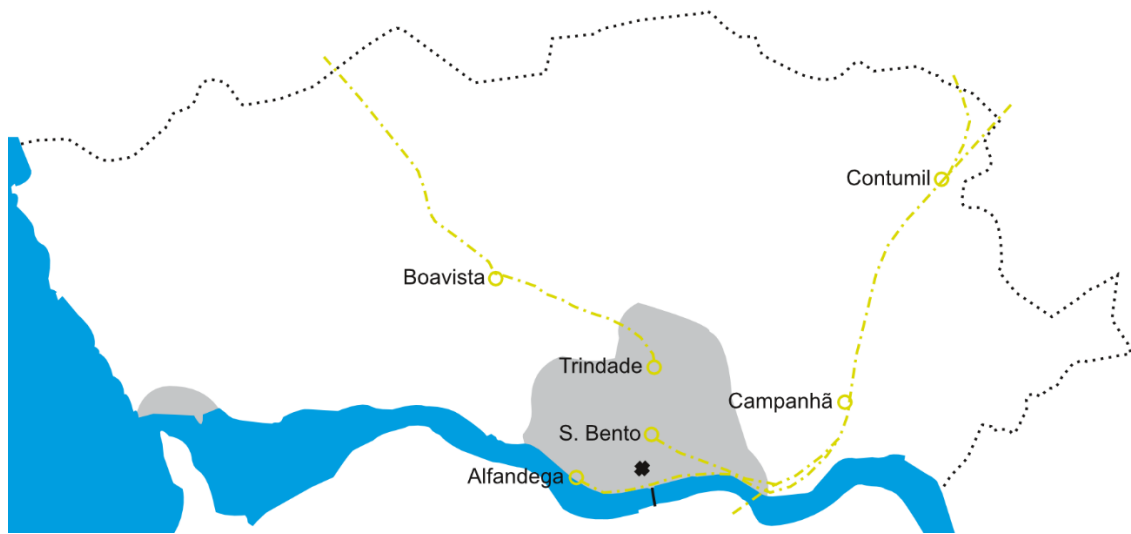 Contumil
Boavista
Trindade
Campanhã
S. Bento
Alfandega